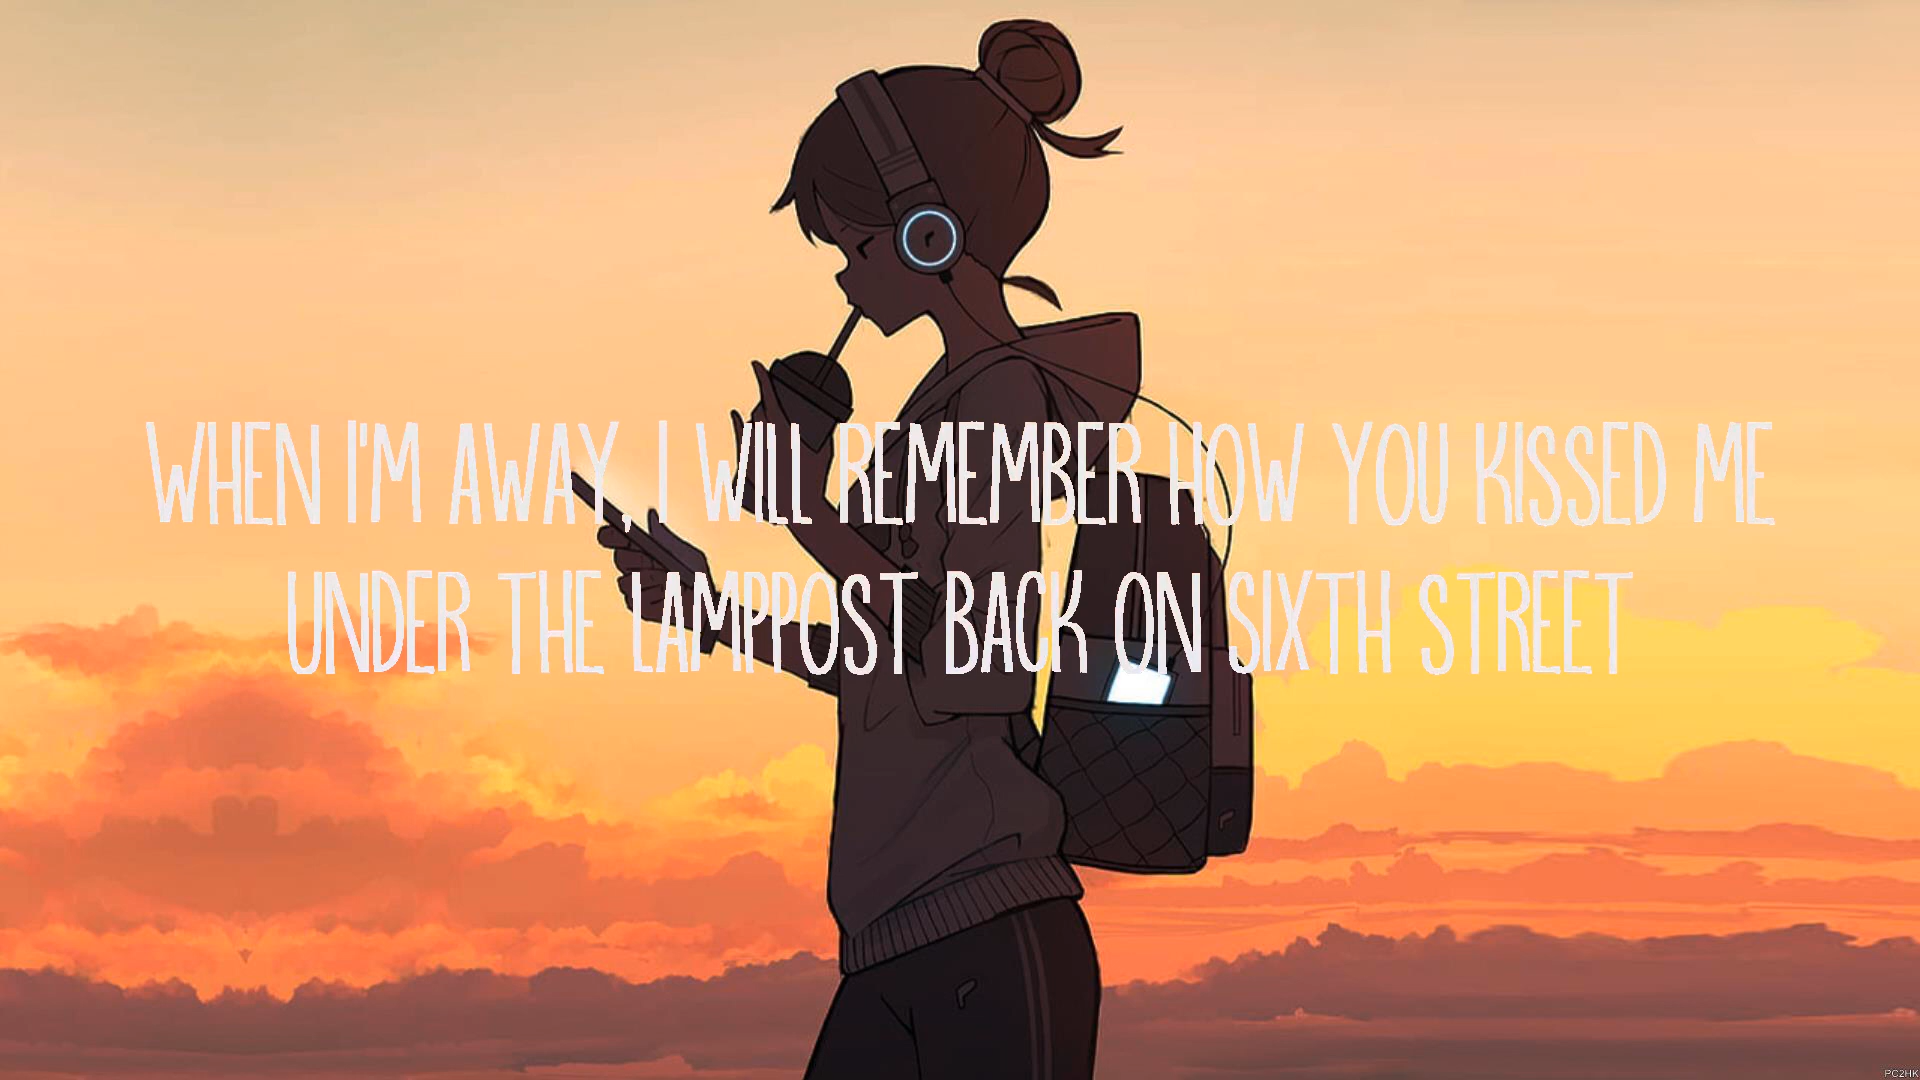 WHEN I'M AWAY, I WILL REMEMBER HOW YOU KISSED ME
UNDER THE LAMPPOST BACK ON SIXTH STREET
PC2HK